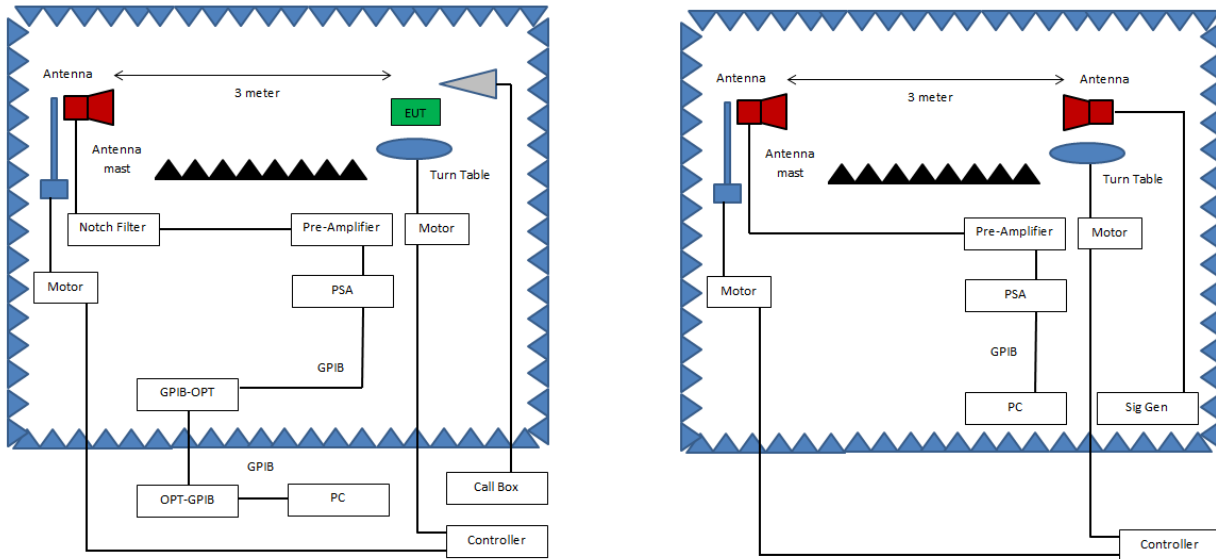 Antenna
3 meter
EUT
Antenna
mast
Turn Table
Notch Filter
Pre-Amplifier
Motor
Motor
PSA
GPIB
GPIB-OPT
GPIB
OPT-GPIB
PC
Call Box
Controller
Antenna
Antenna
3 meter
Antenna
mast
Turn Table
Pre-Amplifier
Motor
Motor
PSA
GPIB
PC
Sig Gen
Controller